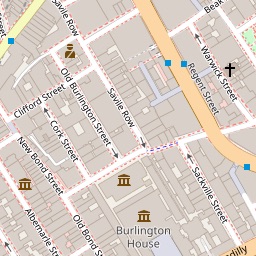 Savile Row
Beak
Clifford Street
Old Burlington Street
Savile Row
Warwick Street
Regent Street
Cork Street
New Bond Street
Sackville Street
Albemarle Street
Old Bond
Burlington
House
dilly